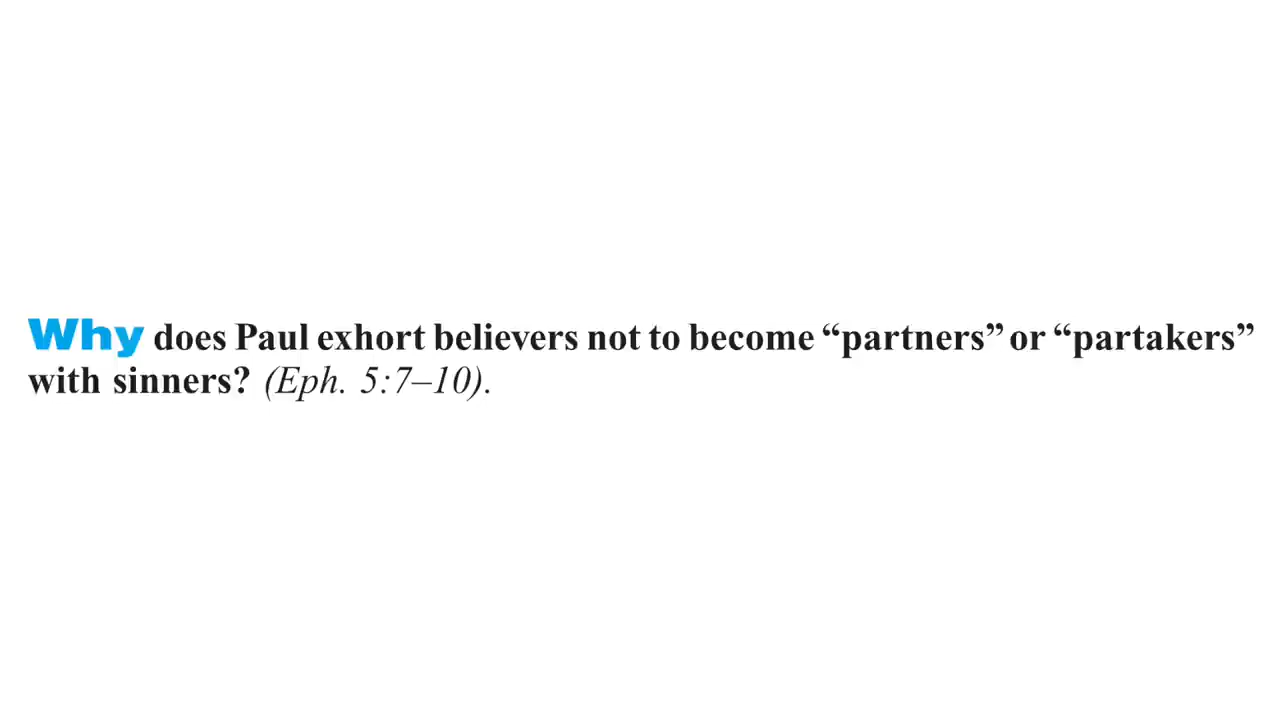 Why does Paul exhort believers not to become “partners” or “partakers”
with sinners? (Eph. 5:7–10).